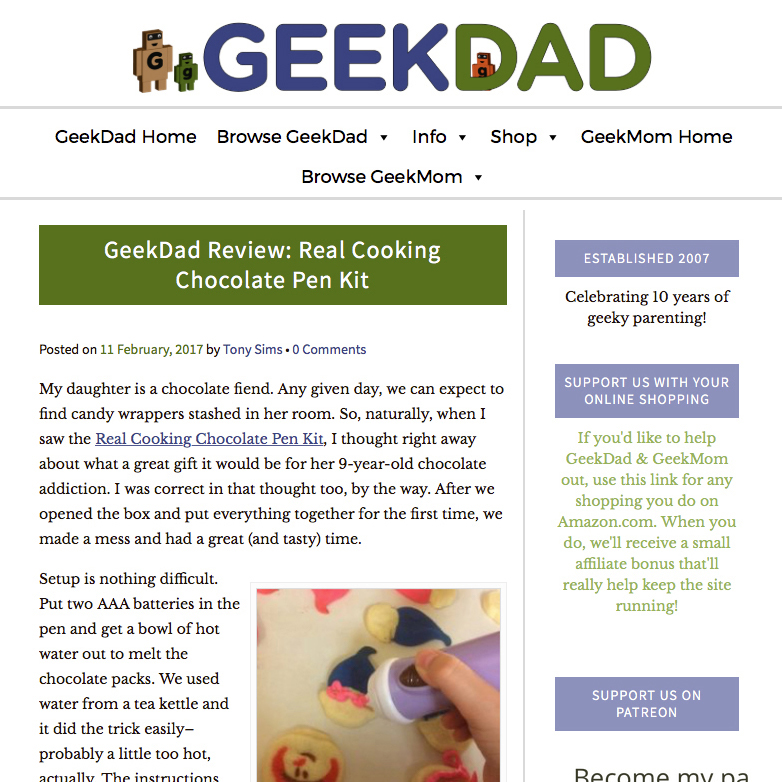 g
g
GEEKDAD
g
GeekDad Home Browse GeekDad Info Shop GeekMom Home
Browse GeekMom
GeekDad Review: Real Cooking
Chocolate Pen Kit
Posted on 11 February, 2017 by Tony Sims • 0 Comments
My daughter is a chocolate fiend. Any given day, we can expect to
find candy wrappers stashed in her room. So, naturally, when I
saw the Real Cooking Chocolate Pen Kit, I thought right away
about what a great gift it would be for her 9-year-old chocolate
addiction. I was correct in that thought too, by the way. After we
opened the box and put everything together for the first time, we
made a mess and had a great (and tasty) time.
Setup is nothing difficult.
Put two AAA batteries in the
pen and get a bowl of hot
water out to melt the
chocolate packs. We used
water from a tea kettle and
it did the trick easily–
probably a little too hot,
actually. The instructions
ESTABLISHED 2007
Celebrating 10 years of
geeky parenting!
SUPPORT US WITH YOUR
ONLINE SHOPPING
If you'd like to help
GeekDad & GeekMom
out, use this link for any
shopping you do on
Amazon.com. When you
do, we'll receive a small
affiliate bonus that'll
really help keep the site
running!
SUPPORT US ON
PATREON
Become my pa